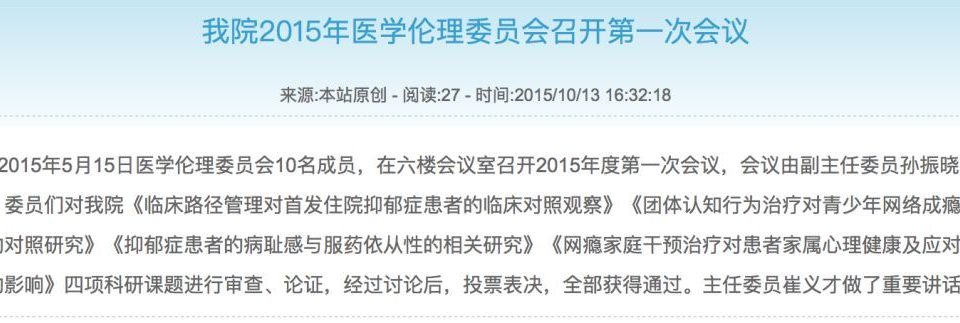 我院2015年医学伦理委员会召开第一次会议
来源:本站原创 - 阅读:27 - 时间:2015/10/13 16:32:18
2015年5月15日医学伦理委员会10名成员，在六楼会议室召开2015年度第一次会议，会议由副主任委员孙振晓
委员们对我院《临床路径管理对首发住院抑郁症患者的临床对照观察》《团体认知行为治疗对青少年网络成瘾
对照研究》《抑郁症患者的病耻感与服药依从性的相关研究》《网瘾家庭干预治疗对患者家属心理健康及应对
影响》四项科研课题进行审查、论证，经过讨论后，投票表决，全部获得通过。主任委员崔义才做了重要讲话